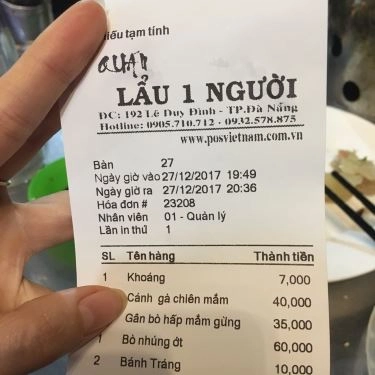 iếu tạm tính
QUẠT
LẨU 1 NGƯỜI
ĐC: 192 Lê Duy Đình - TP.Đà Nẵng
Hotline: 0905.710.712 - 0932.578.875
www.posvietnam.com.vn
Bàn 27
Ngày giờ vào 27/12/2017 19:49
Ngày giờ ra 27/12/2017 20:36
Hóa đơn # 23208
Nhân viên 01 - Quản lý
Lần in thứ 1
SL Tên hàng Thành tiền
1 Khoáng 7,000
Cánh gà chiên mắm 40,000
Gân bò hấp mắm gừng 35,000
1 Bò nhúng ớt 60,000
2 Bánh Tráng 10,000